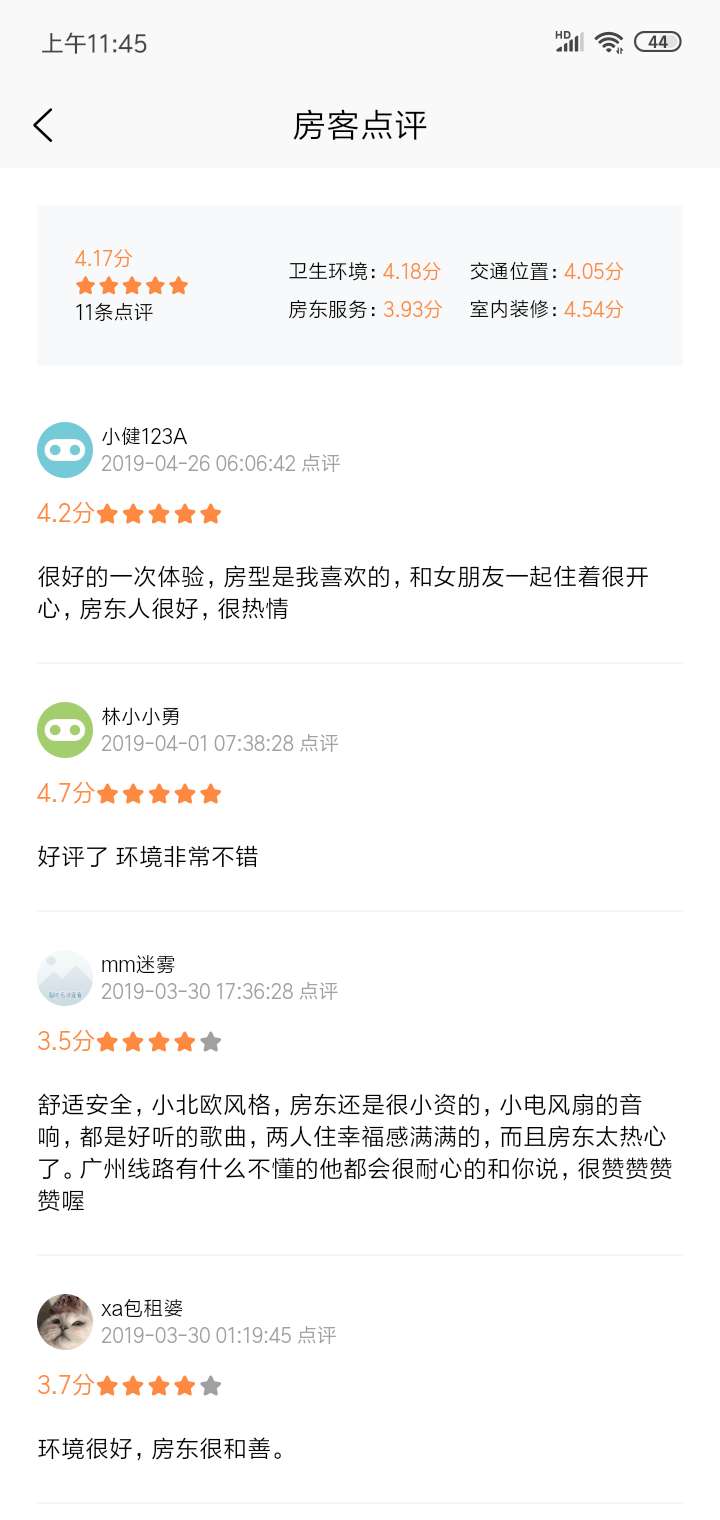 上午11:45
HD
44
房客点评
4.17分
11条点评
卫生环境：4.18分 交通位置：4.05分
房东服务：3.93分 室内装修：4.54分
小健123A
2019-04-26 06:06:42 点评
4.2分
很好的一次体验，房型是我喜欢的，和女朋友一起住着很开
心，房东人很好，很热情
林小小勇
2019-04-01 07:38:28 点评
4.7分
好评了 环境非常不错
mm迷雾
2019-03-30 17:36:28 点评
3.5分
舒适安全，小北欧风格，房东还是很小资的，小电风扇的音
响，都是好听的歌曲，两人住幸福感满满的，而且房东太热心
了。广州线路有什么不懂的他都会很耐心的和你说，很赞赞赞
赞喔
xa包租婆
2019-03-30 01:19:45 点评
3.7分
环境很好，房东很和善。